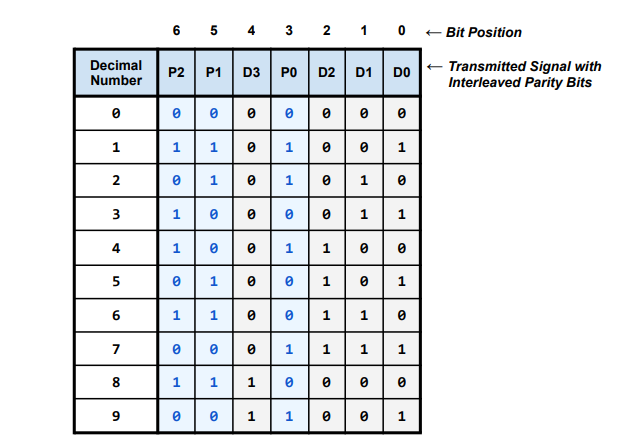 6 5 4 3 2 1 0 ← Bit Position
Decimal Number P2 P1 D3 P0 D2 D1 D0 ← Transmitted Signal with Interleaved Parity Bits
0 0 0 0 0 0 0 0
1 1 1 0 1 0 0 1
2 0 1 0 1 0 1 0
3 1 0 0 0 0 1 1
4 1 0 0 1 1 0 0
5 0 1 0 0 1 0 1
6 1 1 0 0 1 1 0
7 0 0 0 1 1 1 1
8 1 1 1 0 0 0 0
9 0 0 1 1 0 0 1